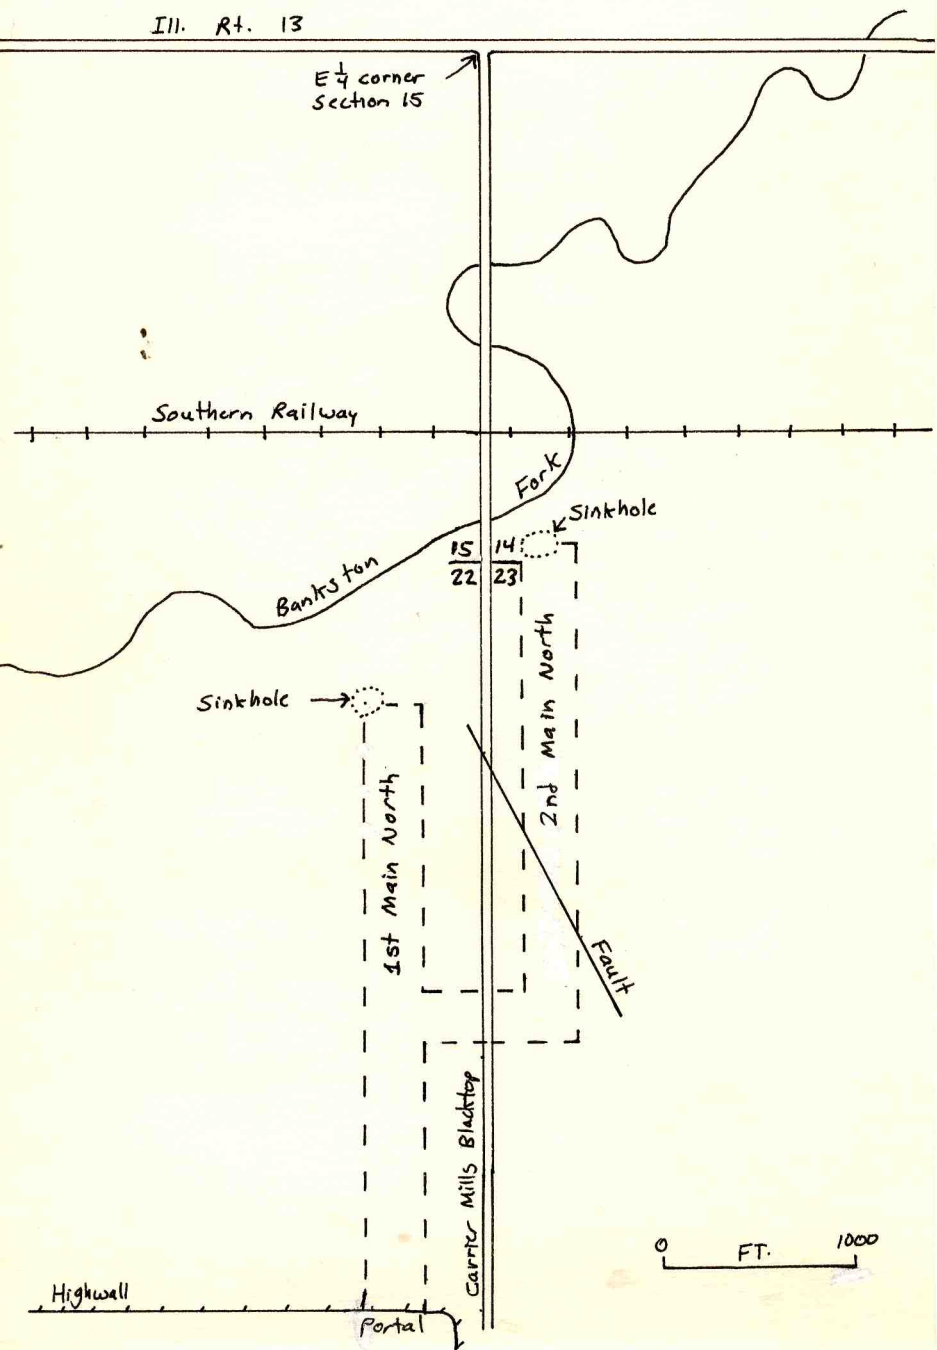 Ill. Rt. 13
E 1/4 corner
Section 15
Southern Railway
Fork
Sinkhole
15 14
22 23
Bankston
Sinkhole
2nd Main North
1st Main North
Fault
Carrier Mills Blacktop
0 FT. 1000
Highwall
Portal